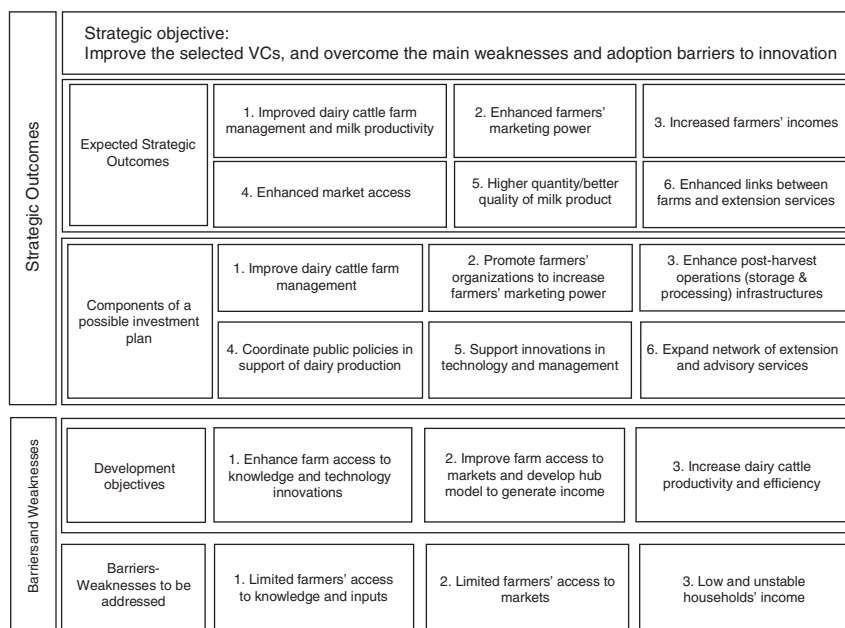 Strategic objective:
Improve the selected VCs, and overcome the main weaknesses and adoption barriers to innovation
Strategic Outcomes
Expected Strategic
Outcomes
1. Improved dairy cattle farm
management and milk productivity
2. Enhanced farmers’
marketing power
3. Increased farmers’ incomes
4. Enhanced market access
5. Higher quantity/better
quality of milk product
6. Enhanced links between
farms and extension services
Components of a
possible investment
plan
1. Improve dairy cattle farm
management
2. Promote farmers’
organizations to increase
farmers’ marketing power
3. Enhance post-harvest
operations (storage &
processing) infrastructures
4. Coordinate public policies in
support of dairy production
5. Support innovations in
technology and management
6. Expand network of extension
and advisory services
Barriersand Weaknesses
Development
objectives
1. Enhance farm access to
knowledge and technology
innovations
2. Improve farm access to
markets and develop hub
model to generate income
3. Increase dairy cattle
productivity and efficiency
Barriers-
Weaknesses to be
addressed
1. Limited farmers’ access
to knowledge and inputs
2. Limited farmers’ access to
markets
3. Low and unstable
households’ income